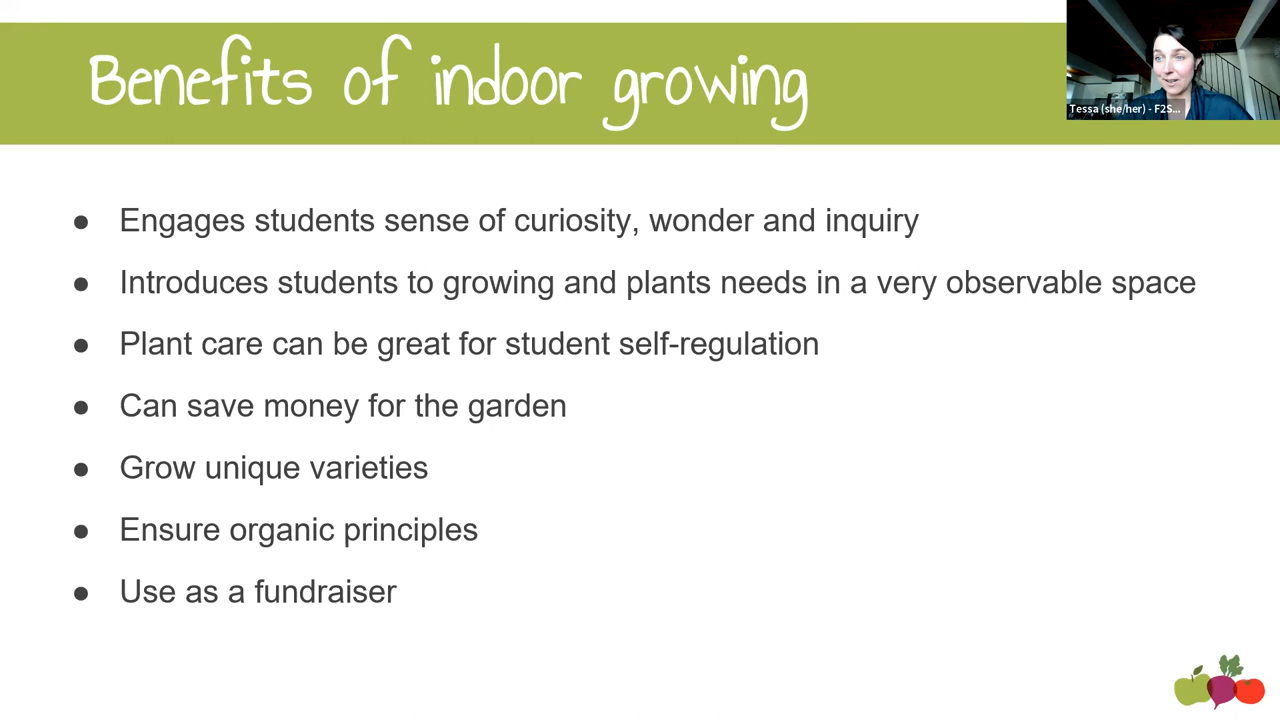 Benefits of indoor growing
Tessa (she/her) - F2S...
● Engages students sense of curiosity, wonder and inquiry
● Introduces students to growing and plants needs in a very observable space
● Plant care can be great for student self-regulation
● Can save money for the garden
● Grow unique varieties
● Ensure organic principles
● Use as a fundraiser